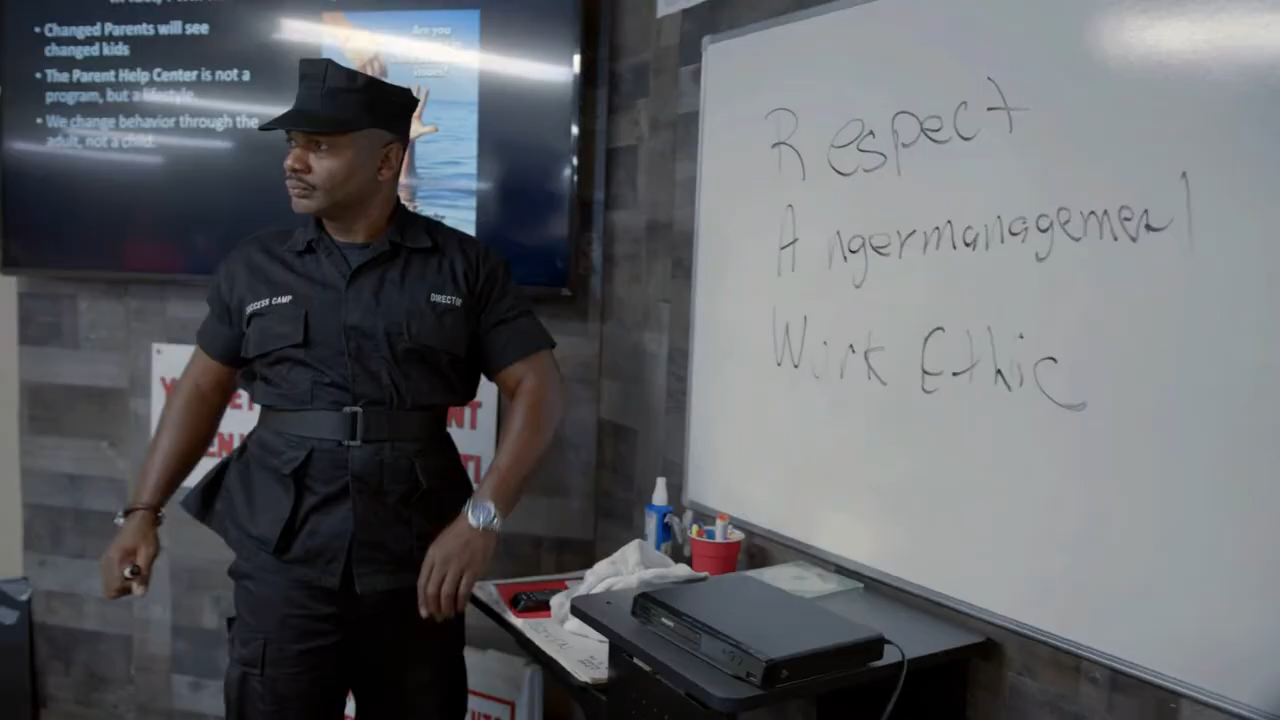 • Changed Parents will see
changed kids
• The Parent Help Center is not a
program, but a lifestyle.
• We change behavior through the
adult, not a child.
Are you
SUCCESS CAMP
DIRECTOR
Respect
Angermanagement
Work Ethic